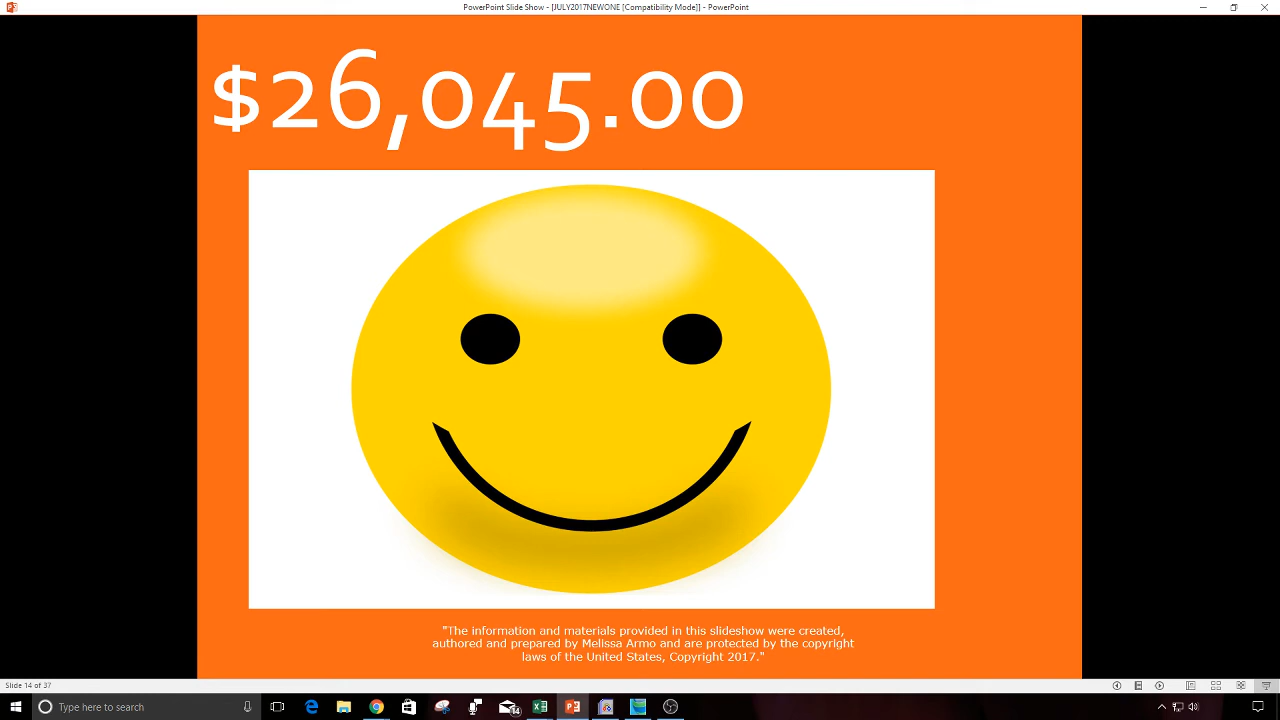 PowerPoint Slide Show - [JULY2017NEWONE [Compatibility Mode]] - PowerPoint
$26,045.00
"The information and materials provided in this slideshow were created,
authored and prepared by Melissa Armo and are protected by the copyright
laws of the United States, Copyright 2017."
Slide 14 of 37
Type here to search